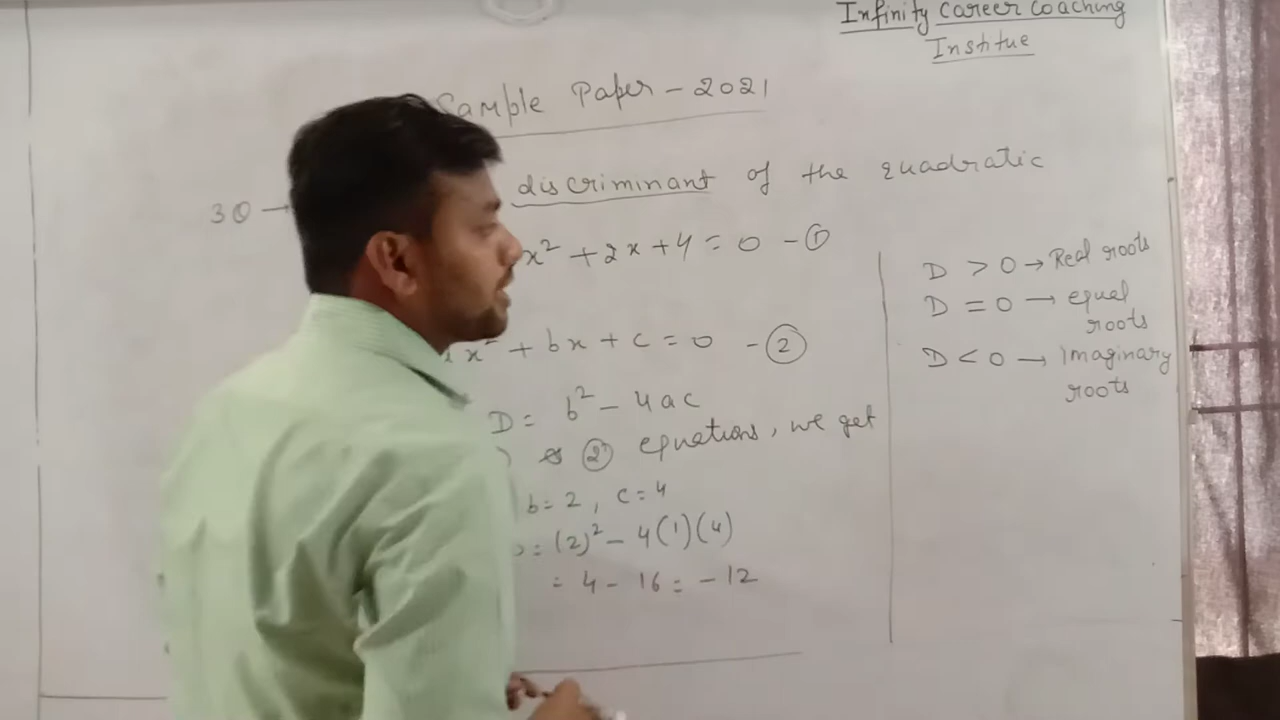 Infinity Career Coaching
Institue
Sample Paper - 2021
30 → discriminant of the quadratic
x² + 2x + 4 = 0 - ①
x² + bx + c = 0 - ②
D = b² - 4ac
② equations, we get
b = 2, c = 4
= (2)² - 4(1)(4)
= 4 - 16 = -12
D > 0 → Real roots
D = 0 → equal
roots
D < 0 → Imaginary
roots